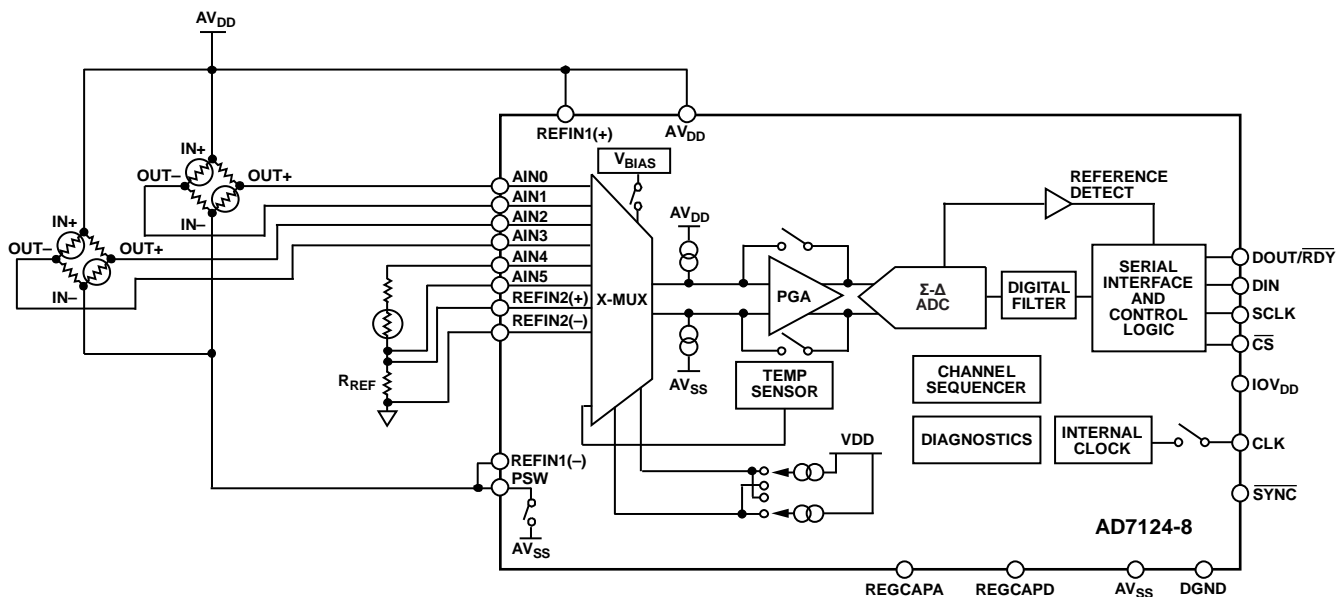 AVDD
REFIN1(+)
AVDD
IN+
OUT–
OUT+
IN–
IN+
OUT–
OUT+
IN–
AIN0
AIN1
AIN2
AIN3
AIN4
AIN5
REFIN2(+)
REFIN2(–)
RREF
REFIN1(–)
PSW
AVSS
VBIAS
X-MUX
AVDD
AVSS
PGA
TEMP
SENSOR
VDD
Σ-Δ
ADC
REFERENCE
DETECT
DIGITAL
FILTER
SERIAL
INTERFACE
AND
CONTROL
LOGIC
CHANNEL
SEQUENCER
DIAGNOSTICS
INTERNAL
CLOCK
DOUT/RDY
DIN
SCLK
CS
IOVDD
CLK
SYNC
AD7124-8
REGCAPA
REGCAPD
AVSS
DGND